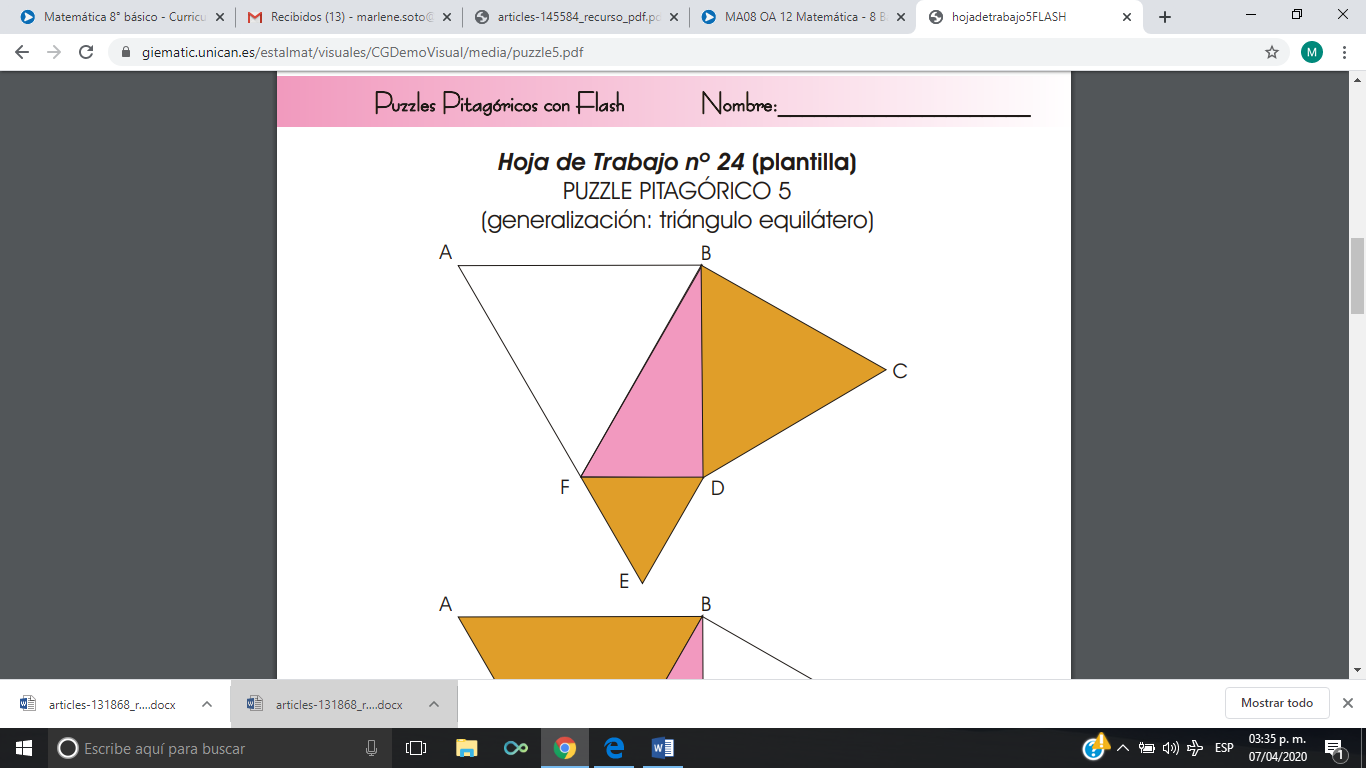 Matemática 8° básico - Curricu
Recibidos (13) - marlene.soto@
articles-145584_recurso_pdf.pd
MA08 OA 12 Matemática - 8 B
hojadetrabajo5FLASH
giematic.unican.es/estalmat/visuales/CGDemoVisual/media/puzzle5.pdf
M
Puzzles Pitagóricos con Flash Nombre:
Hoja de Trabajo nº 24 (plantilla)
PUZZLE PITAGÓRICO 5
(generalización: triángulo equilátero)
A B
C
F D
E
A B
articles-131868_r....docx
articles-131868_r....docx
Mostrar todo
Escribe aquí para buscar
ESP
03:35 p. m.
07/04/2020
1